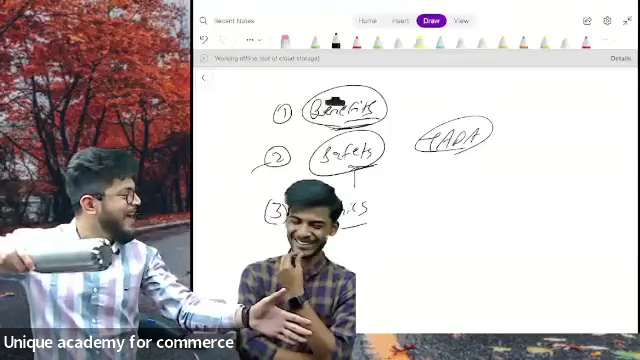 Recent Notes Home Insert Draw View
Working offline (out of cloud storage) Details
(1) Benefits
(2) Safety
TADA
(3)
Unique academy for commerce